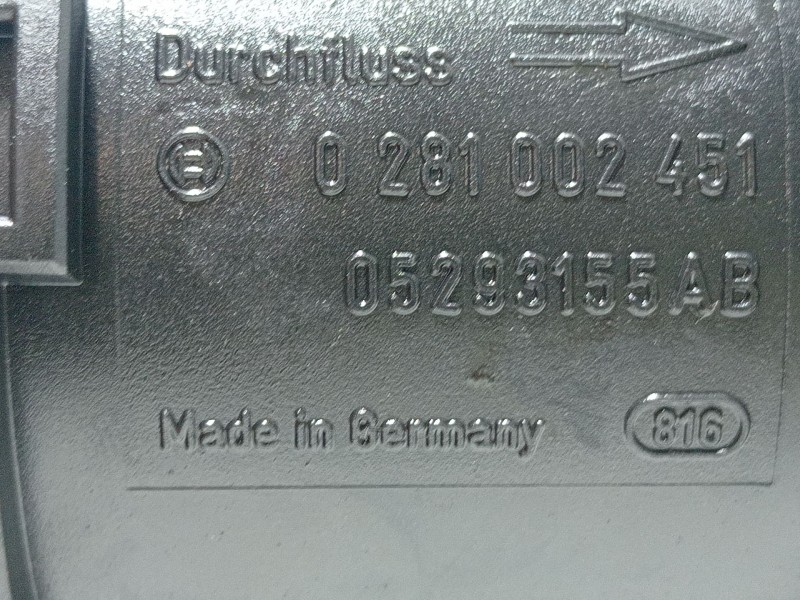 Durchfluss
0 281 002 451
05293155AB
Made in Germany 816